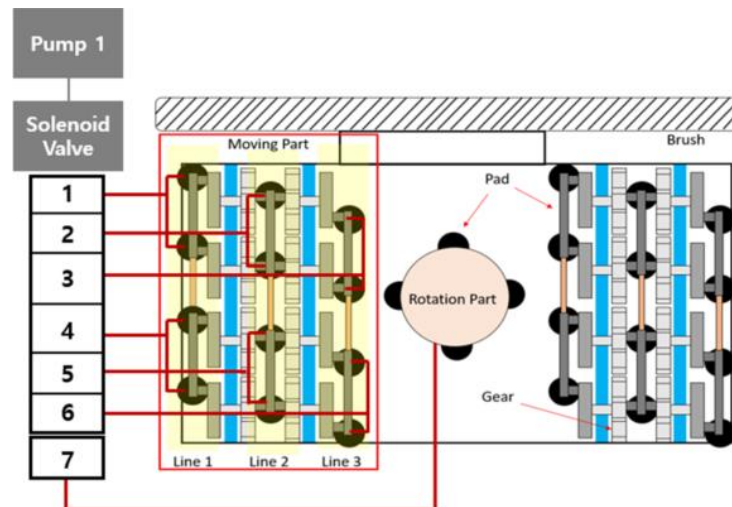 Pump 1
Solenoid
Valve
Moving Part
Brush
1
2
3
4
5
6
7
Pad
Rotation Part
Gear
Line 1
Line 2
Line 3